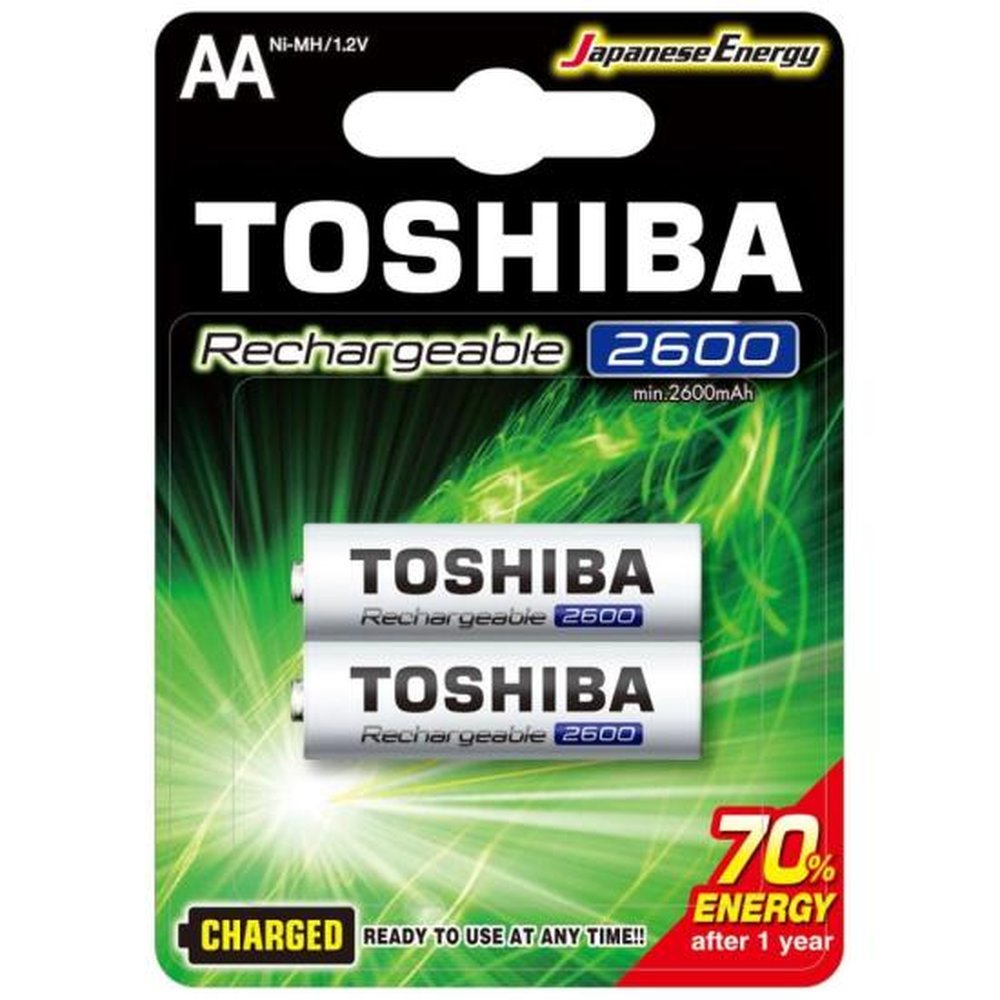 AA Ni-MH/1.2V
Japanese Energy
TOSHIBA
Rechargeable 2600
min.2600mAh
TOSHIBA
Rechargeable 2600
TOSHIBA
Rechargeable 2600
70%
ENERGY
after 1 year
CHARGED READY TO USE AT ANY TIME!!